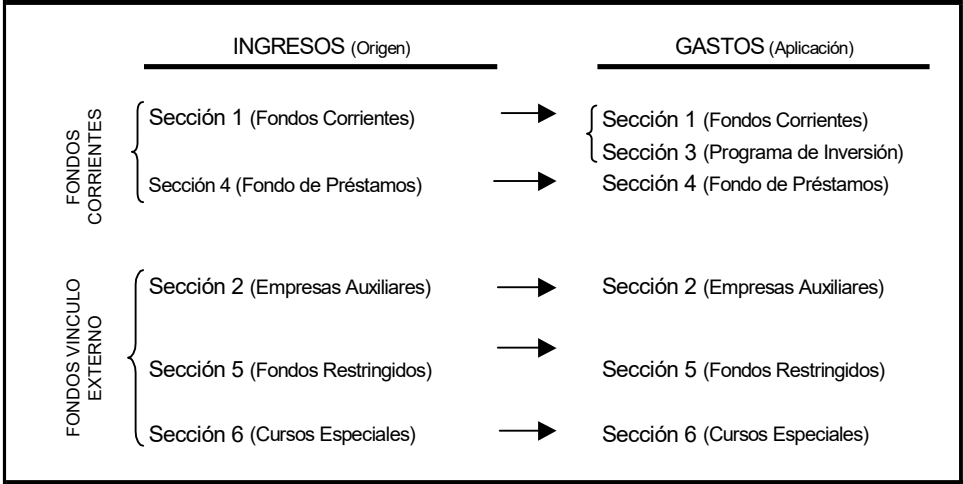 INGRESOS (Origen) GASTOS (Aplicación)
FONDOS
CORRIENTES
Sección 1 (Fondos Corrientes) Sección 1 (Fondos Corrientes)
Sección 3 (Programa de Inversión)
Sección 4 (Fondo de Préstamos) Sección 4 (Fondo de Préstamos)
FONDOS VINCULO
EXTERNO
Sección 2 (Empresas Auxiliares) Sección 2 (Empresas Auxiliares)
Sección 5 (Fondos Restringidos) Sección 5 (Fondos Restringidos)
Sección 6 (Cursos Especiales) Sección 6 (Cursos Especiales)